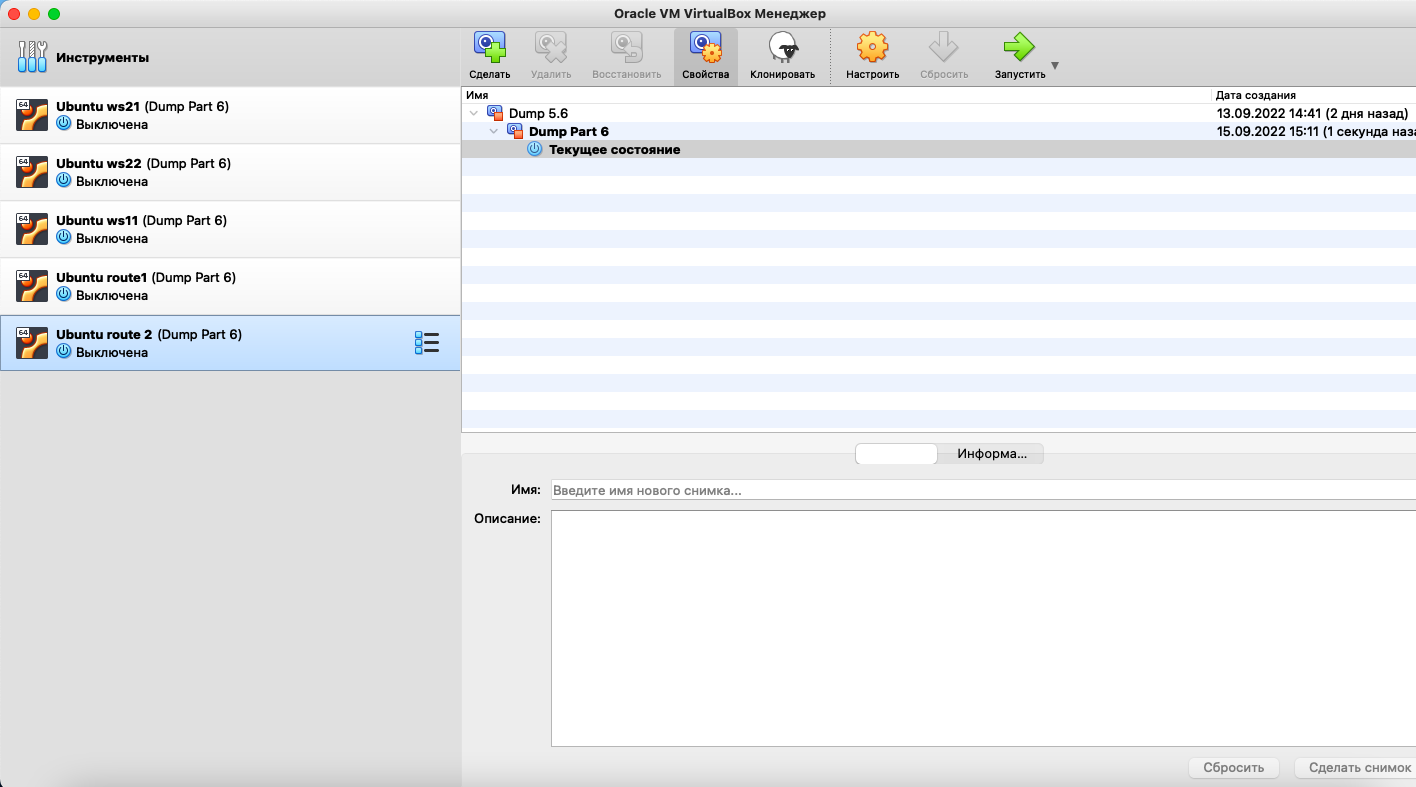 Oracle VM VirtualBox Менеджер
Инструменты
Сделать Удалить Восстановить Свойства Клонировать Настроить Сбросить Запустить
64 Ubuntu ws21 (Dump Part 6)
Выключена
64 Ubuntu ws22 (Dump Part 6)
Выключена
64 Ubuntu ws11 (Dump Part 6)
Выключена
64 Ubuntu route1 (Dump Part 6)
Выключена
64 Ubuntu route 2 (Dump Part 6)
Выключена
Имя Дата создания
Dump 5.6 13.09.2022 14:41 (2 дня назад)
Dump Part 6 15.09.2022 15:11 (1 секунда наза
Текущее состояние
Информа...
Имя: Введите имя нового снимка...
Описание:
Сбросить Сделать снимок